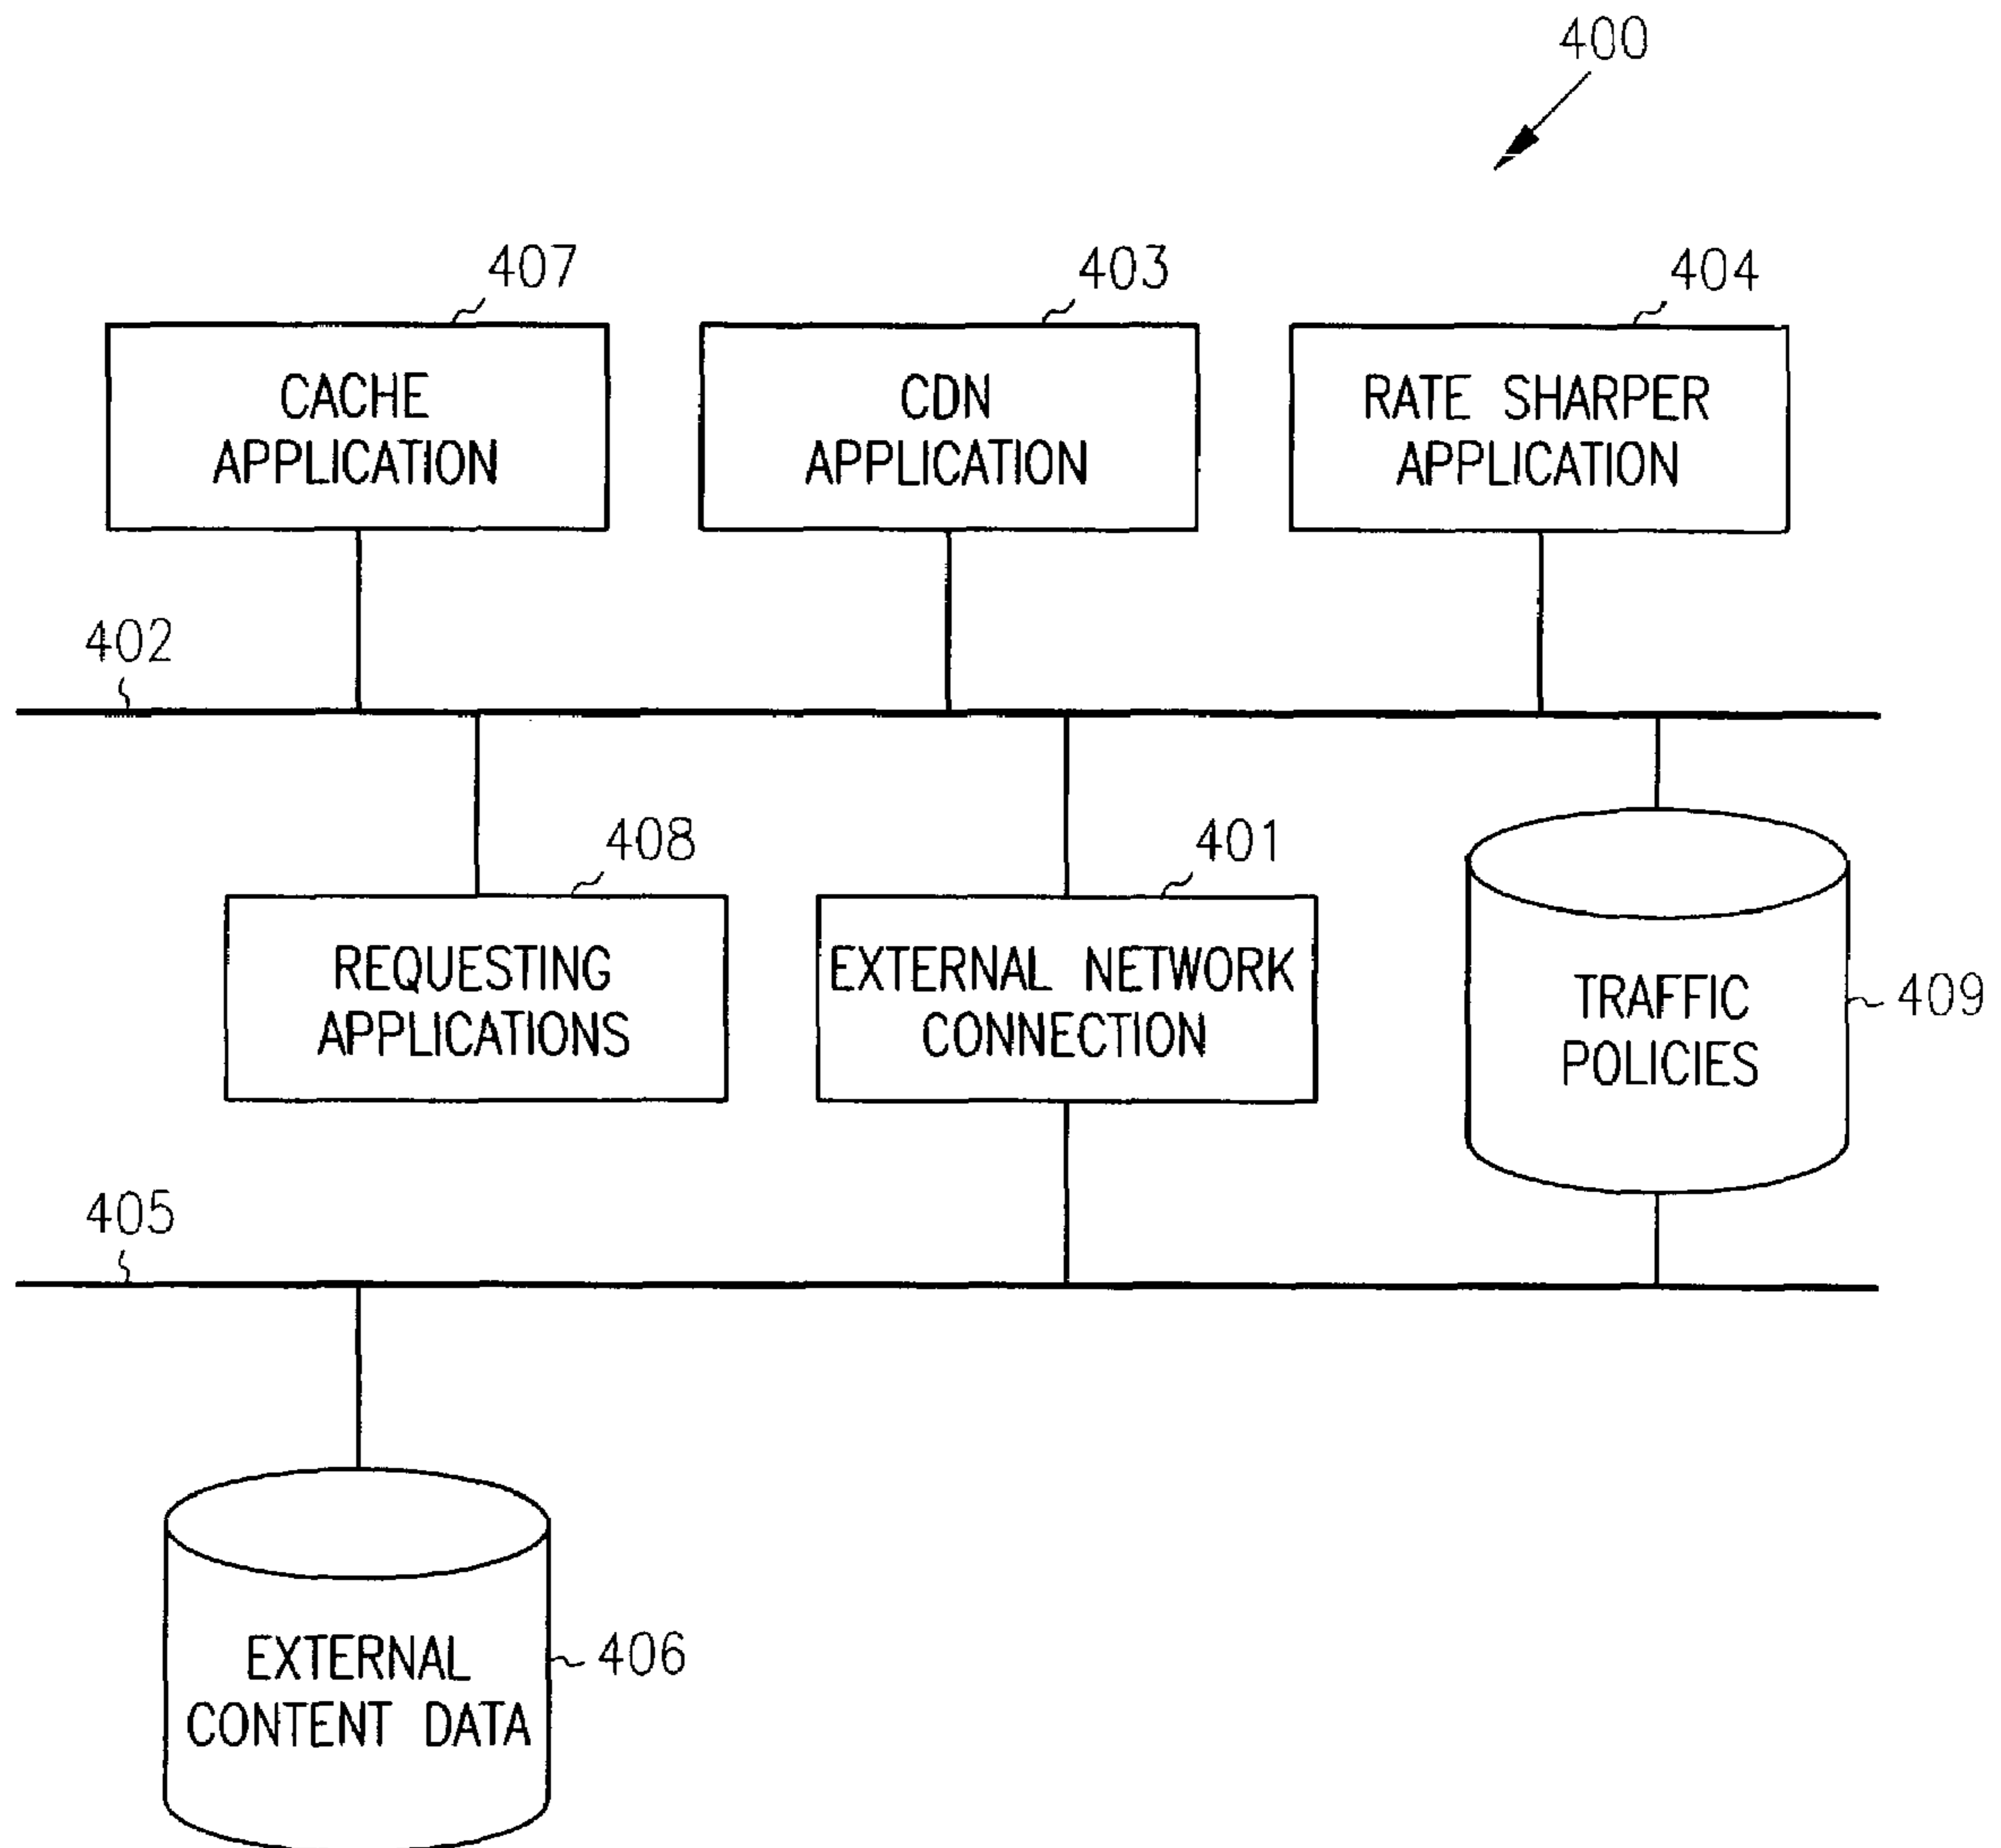 400
407
403
404
CACHE
APPLICATION
CDN
APPLICATION
RATE SHARPER
APPLICATION
402
408
401
REQUESTING
APPLICATIONS
EXTERNAL NETWORK
CONNECTION
TRAFFIC
POLICIES
409
405
EXTERNAL
CONTENT DATA
406